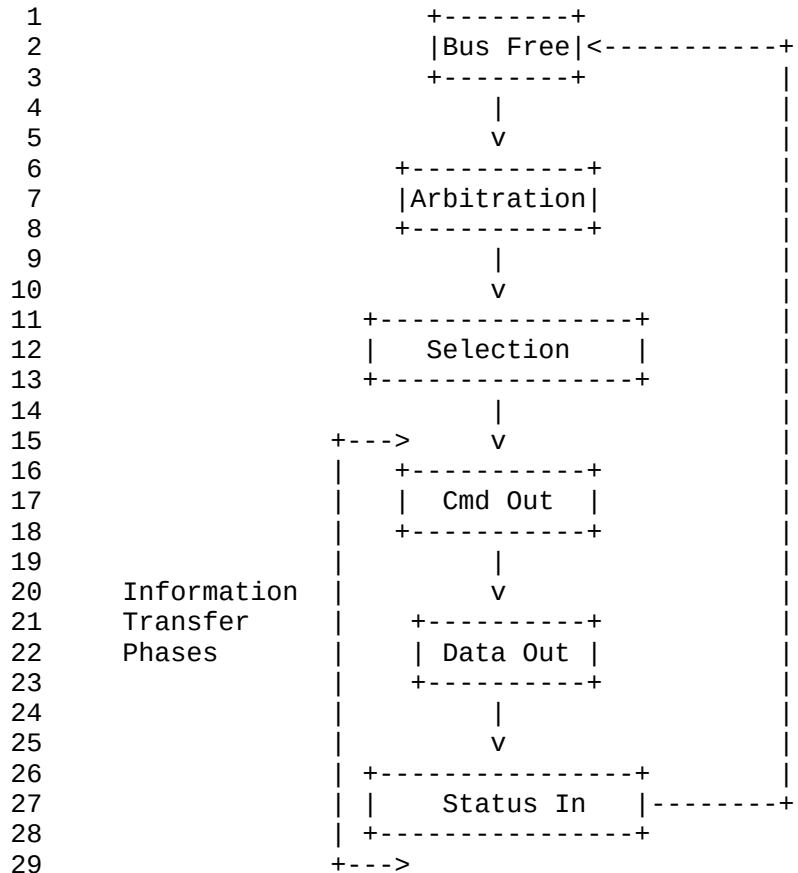 1                        +--------+
2                        |Bus Free|<-----------+
3                        +--------+            |
4                            |                 |
5                            v                 |
6                      +-----------+           |
7                      |Arbitration|           |
8                      +-----------+           |
9                            |                 |
10                           v                 |
11                   +----------------+        |
12                   |   Selection    |        |
13                   +----------------+        |
14                           |                 |
15                 +--->     v                 |
16                 |   +-----------+           |
17                 |   |  Cmd Out  |           |
18                 |   +-----------+           |
19                 |         |                 |
20    Information  |         v                 |
21    Transfer     |    +----------+           |
22    Phases       |    | Data Out |           |
23                 |    +----------+           |
24                 |         |                 |
25                 |         v                 |
26                 | +----------------+        |
27                 | |    Status In   |--------+
28                 | +----------------+
29                 +--->